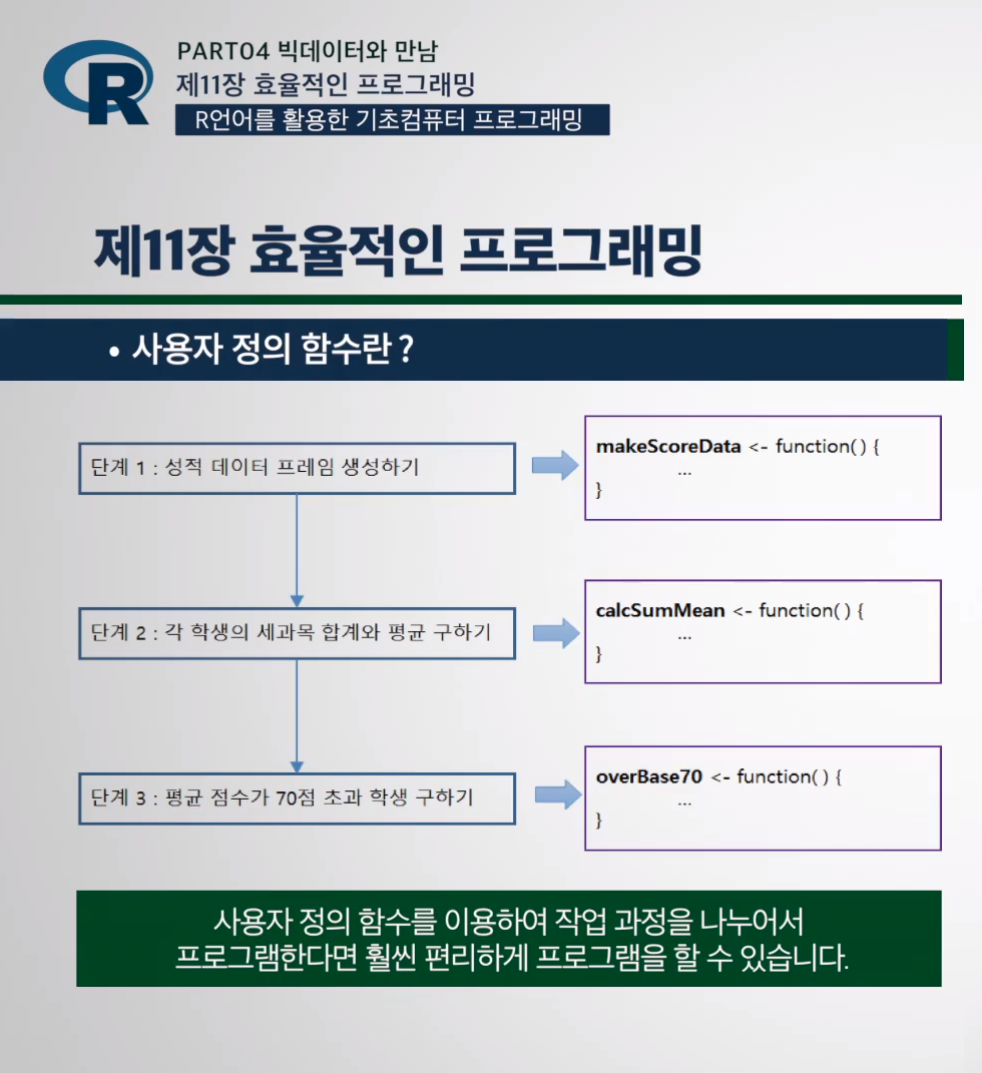 R
PART04 빅데이터와 만남
제11장 효율적인 프로그래밍
R언어를 활용한 기초컴퓨터 프로그래밍
제11장 효율적인 프로그래밍
• 사용자 정의 함수란 ?
단계 1 : 성적 데이터 프레임 생성하기
makeScoreData <- function( ) {
...
}
단계 2 : 각 학생의 세과목 합계와 평균 구하기
calcSumMean <- function( ) {
...
}
단계 3 : 평균 점수가 70점 초과 학생 구하기
overBase70 <- function( ) {
...
}
사용자 정의 함수를 이용하여 작업 과정을 나누어서
프로그램한다면 훨씬 편리하게 프로그램을 할 수 있습니다.